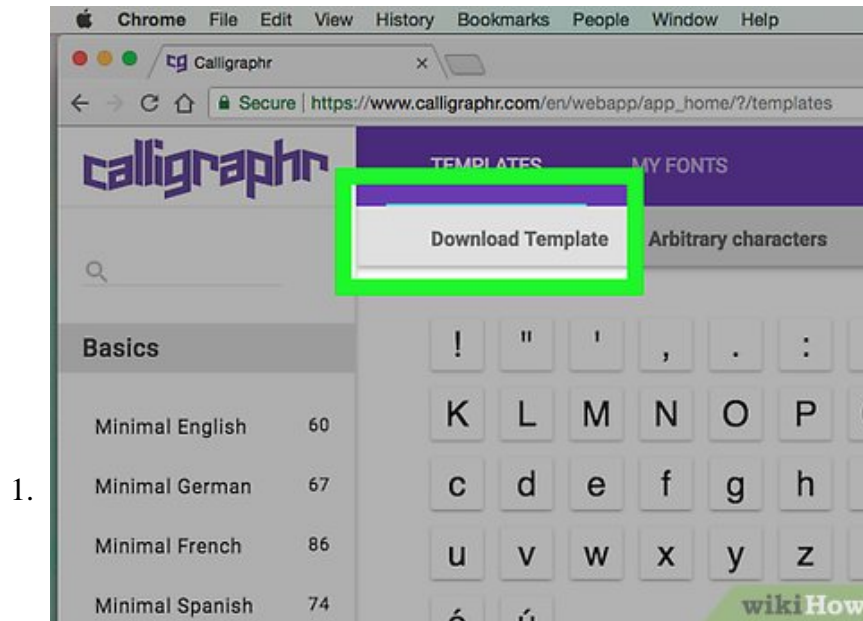 Chrome File Edit View History Bookmarks People Window Help
Calligraphr ×
Secure | https://www.calligraphr.com/en/webapp/app_home/?/templates
calligraphr
TEMPLATES MY FONTS
Download Template Arbitrary characters
Basics
! " ' , . :
Minimal English 60
K L M N O P
1.
Minimal German 67
c d e f g h
Minimal French 86
u v w x y z
Minimal Spanish 74
ó ú
wikiHow